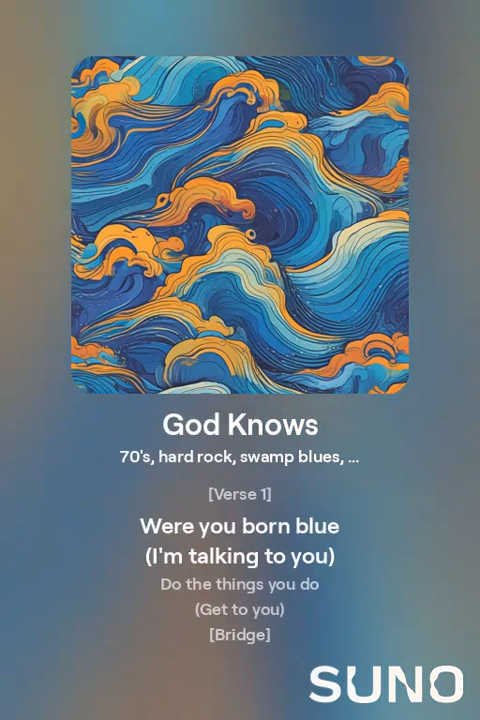 God Knows
70's, hard rock, swamp blues, ...
[Verse 1]
Were you born blue
(I'm talking to you)
Do the things you do
(Get to you)
[Bridge]
SUNO